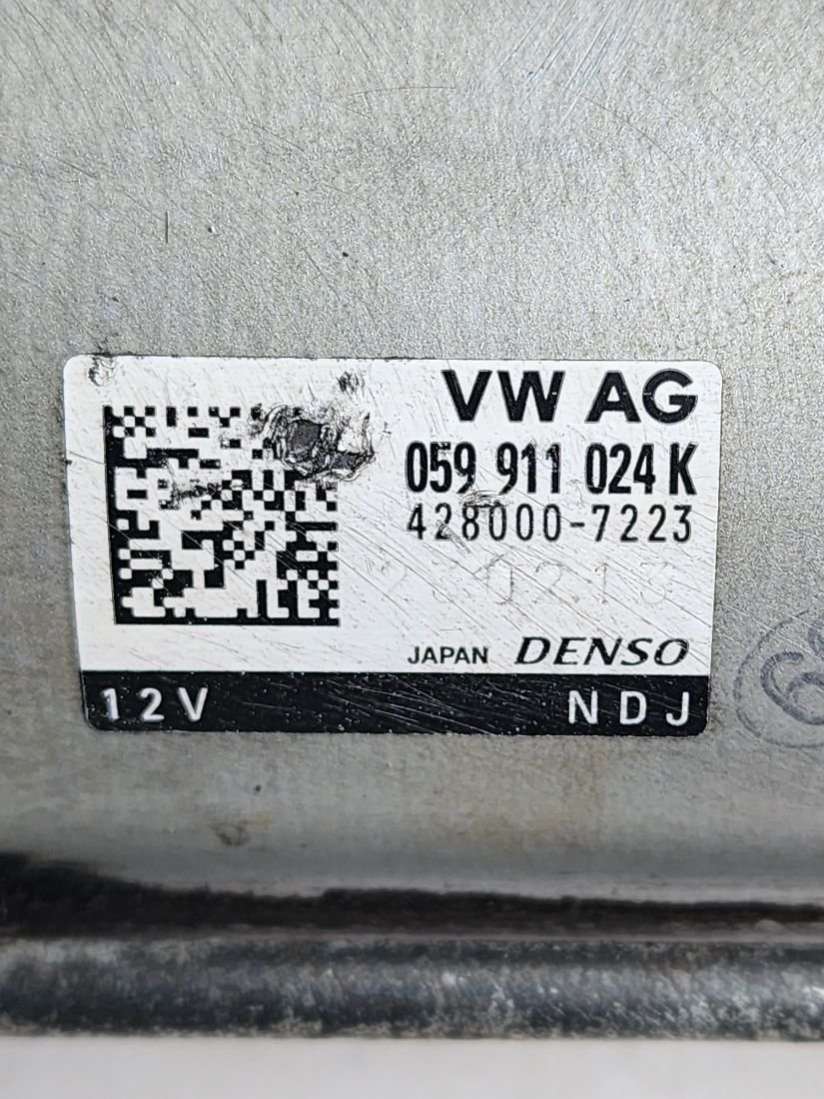 VW AG
059 911 024 K
428000-7223
JAPAN DENSO
12V NDJ